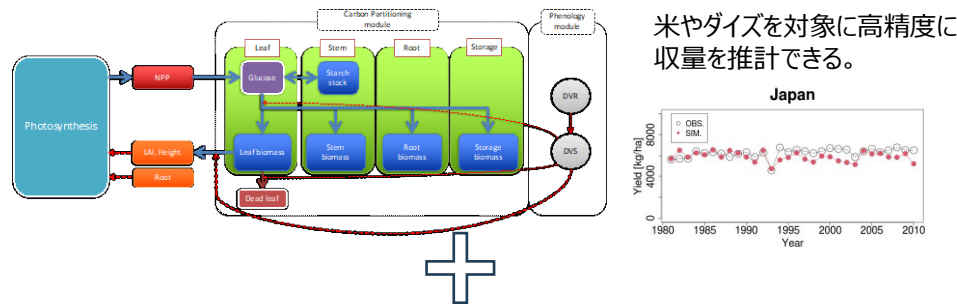 Carbon Partitioning
module
Phenology
module
Leaf
Stem
Root
Storage
Photosynthesis
NPP
Glucose
Starch
stock
DVR
DVS
LAI, Height
Root
Leaf biomass
Stem
biomass
Root
biomass
Storage
biomass
Dead leaf
米やダイズを対象に高精度に
収量を推計できる。
Japan
OBS.
SIM.
Yield [kg/ha]
0
4000
8000
1980
1985
1990
1995
2000
2005
2010
Year